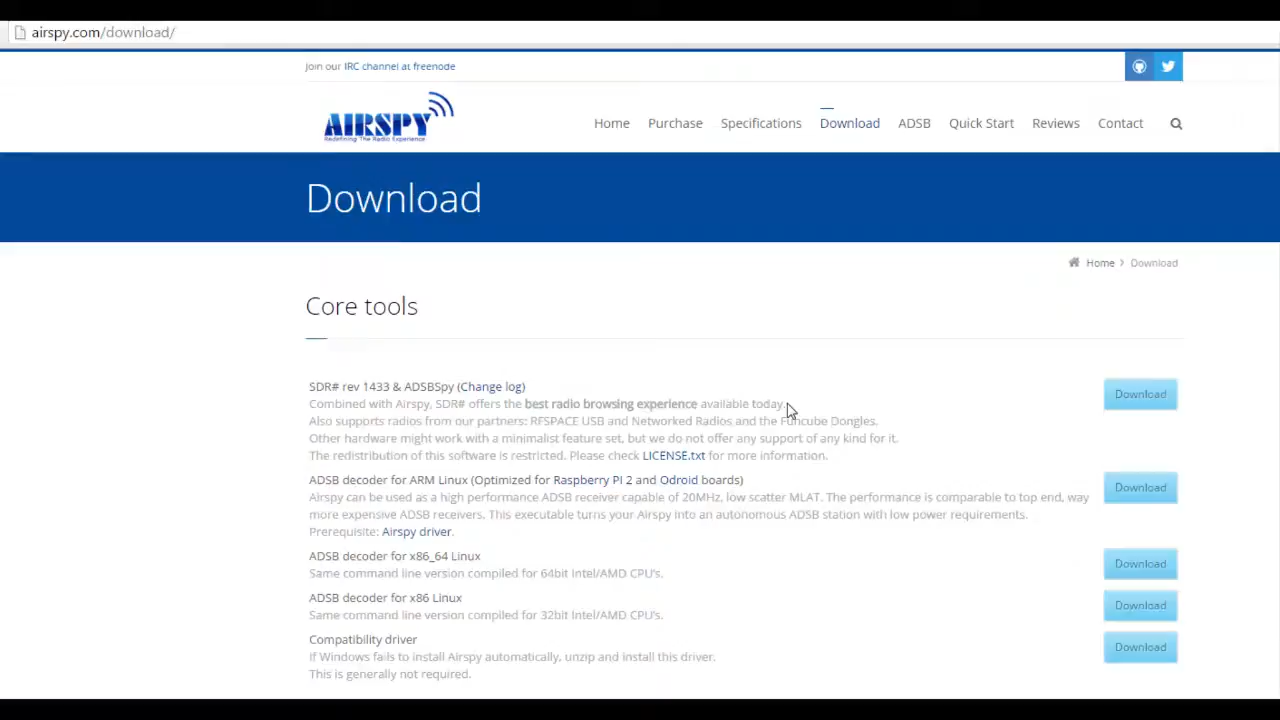 airspy.com/download/
Join our IRC channel at freenode
AIRSPY
Redefining The Radio Experience
Home Purchase Specifications Download ADSB Quick Start Reviews Contact
Download
Home > Download
Core tools
SDR# rev 1433 & ADSBSpy (Change log)
Combined with Airspy, SDR# offers the best radio browsing experience available today.
Also supports radios from our partners: RFSPACE USB and Networked Radios and the Funcube Dongles.
Other hardware might work with a minimalist feature set, but we do not offer any support of any kind for it.
The redistribution of this software is restricted. Please check LICENSE.txt for more information.
Download
ADSB decoder for ARM Linux (Optimized for Raspberry PI 2 and Odroid boards)
Airspy can be used as a high performance ADSB receiver capable of 20MHz, low scatter MLAT. The performance is comparable to top end, way
more expensive ADSB receivers. This executable turns your Airspy into an autonomous ADSB station with low power requirements.
Prerequisite: Airspy driver.
Download
ADSB decoder for x86_64 Linux
Same command line version compiled for 64bit Intel/AMD CPU's.
Download
ADSB decoder for x86 Linux
Same command line version compiled for 32bit Intel/AMD CPU's.
Download
Compatibility driver
If Windows fails to install Airspy automatically, unzip and install this driver.
This is generally not required.
Download